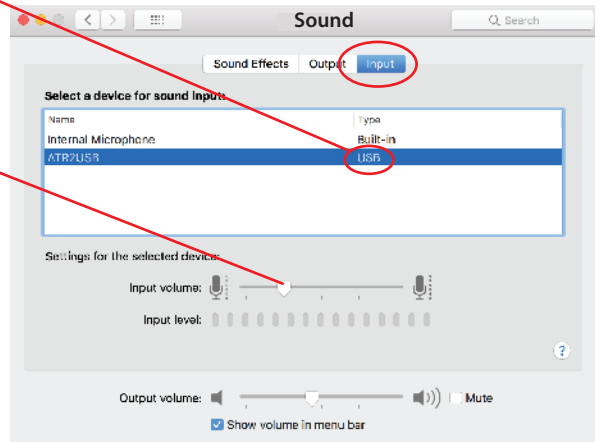 Sound
Search
Sound Effects Output Input
Select a device for sound input:
Name Type
Internal Microphone Built-in
ATR2USB USB
Settings for the selected device:
Input volume:
Input level:
?
Output volume: Mute
Show volume in menu bar